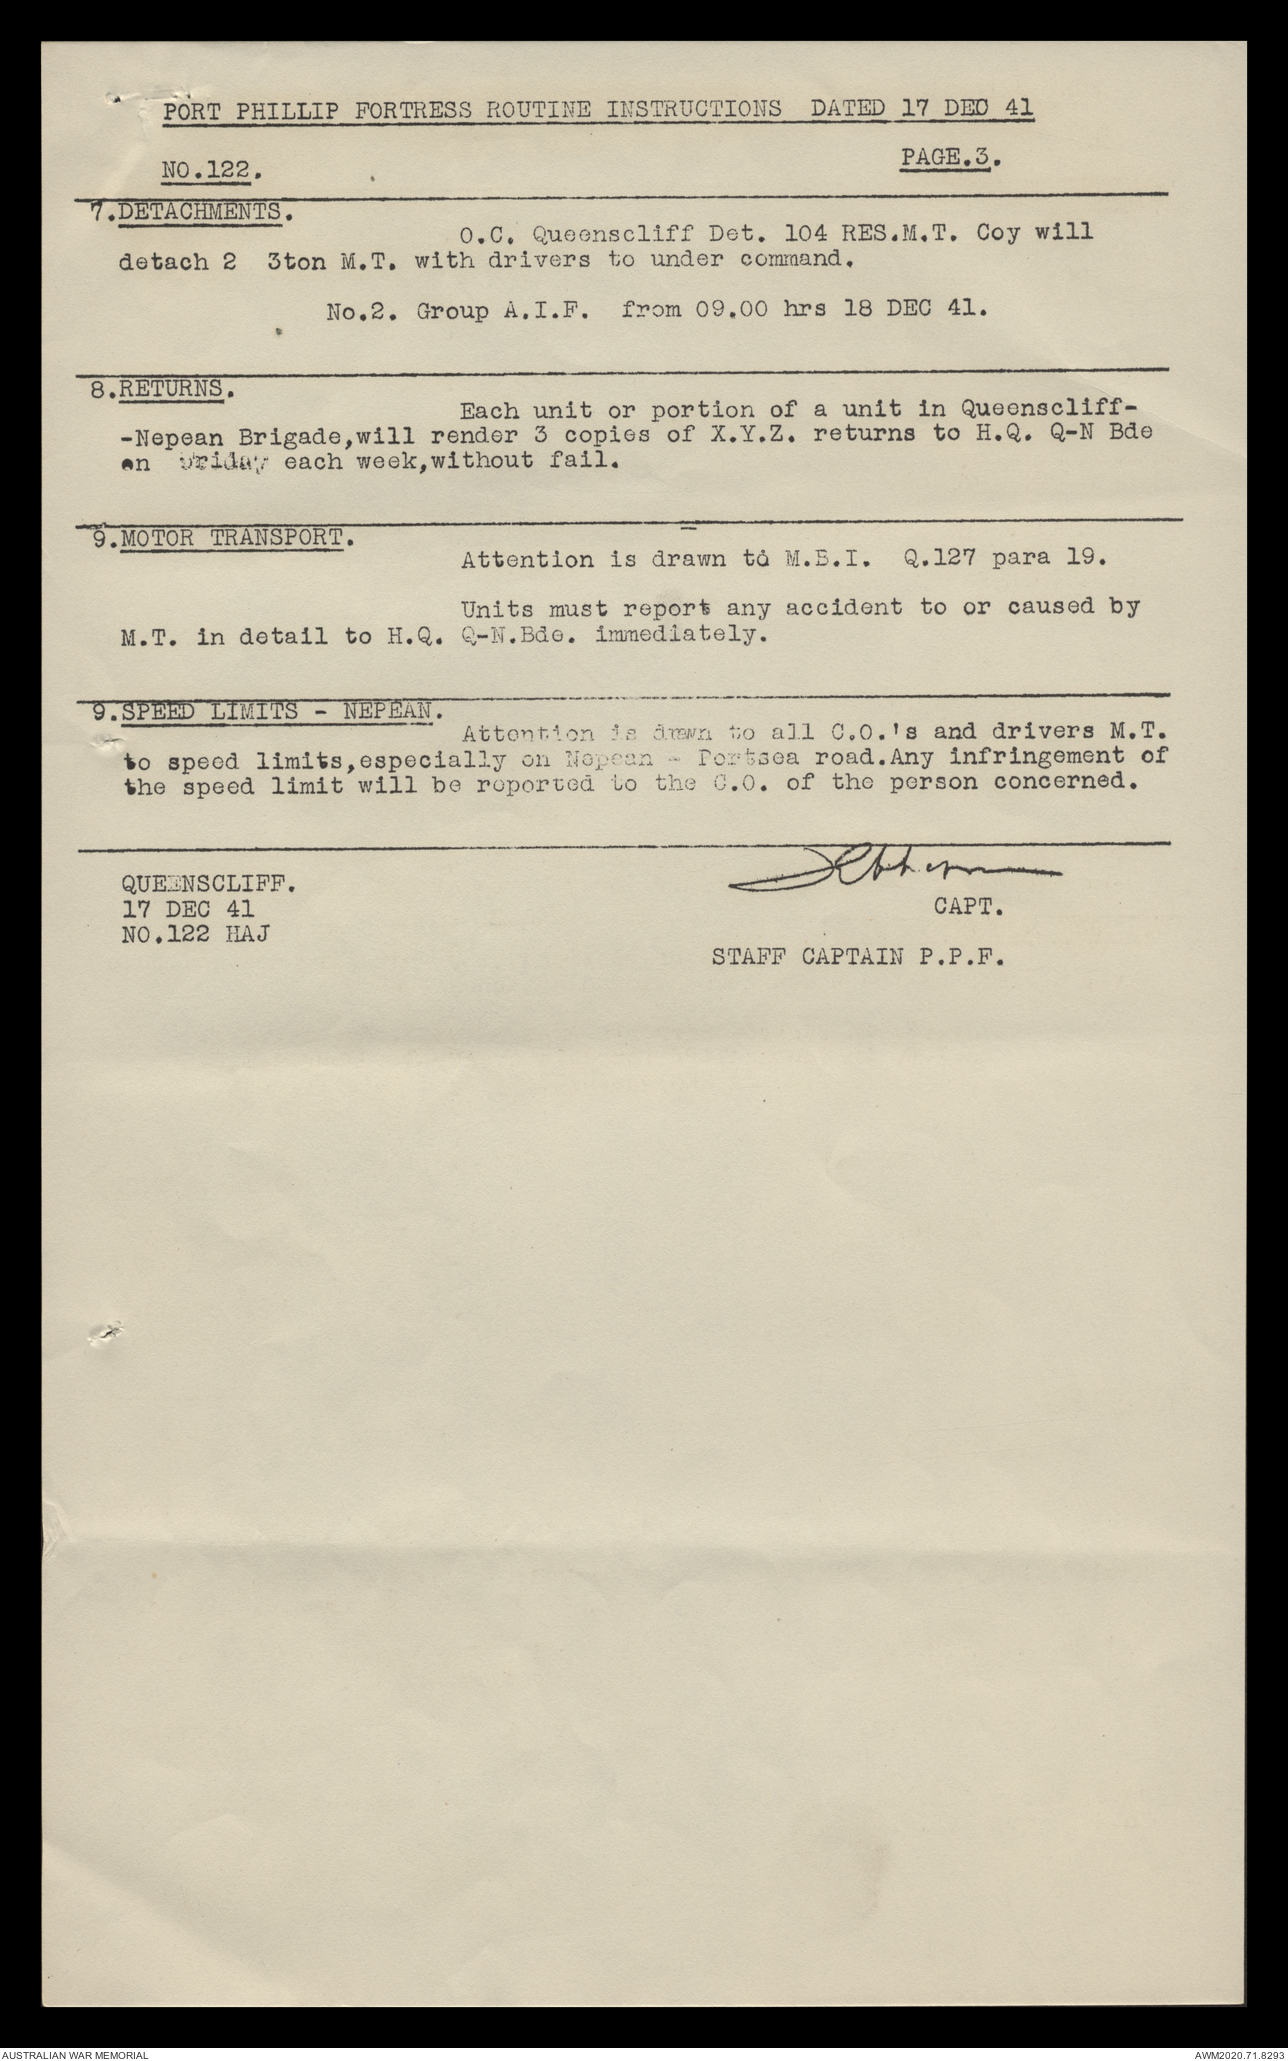 PORT PHILLIP FORTRESS ROUTINE INSTRUCTIONS DATED 17 DEC 41
NO.122.
PAGE.3.
7.DETACHMENTS.
O.C. Queenscliff Det. 104 RES.M.T. Coy will
detach 2 3ton M.T. with drivers to under command.
No.2. Group A.I.F. from 09.00 hrs 18 DEC 41.
8.RETURNS.
Each unit or portion of a unit in Queenscliff-
-Nepean Brigade,will render 3 copies of X.Y.Z. returns to H.Q. Q-N Bde
on Friday each week,without fail.
9.MOTOR TRANSPORT.
Attention is drawn to M.B.I. Q.127 para 19.
Units must report any accident to or caused by
M.T. in detail to H.Q. Q-N.Bde. immediately.
9.SPEED LIMITS - NEPEAN.
Attention is drawn to all C.O.'s and drivers M.T.
to speed limits,especially on Nepean - Portsea road.Any infringement of
the speed limit will be reported to the C.O. of the person concerned.
QUEENSCLIFF.
17 DEC 41
NO.122 HAJ
CAPT.
STAFF CAPTAIN P.P.F.
AUSTRALIAN WAR MEMORIAL
AWM2020.71.8293